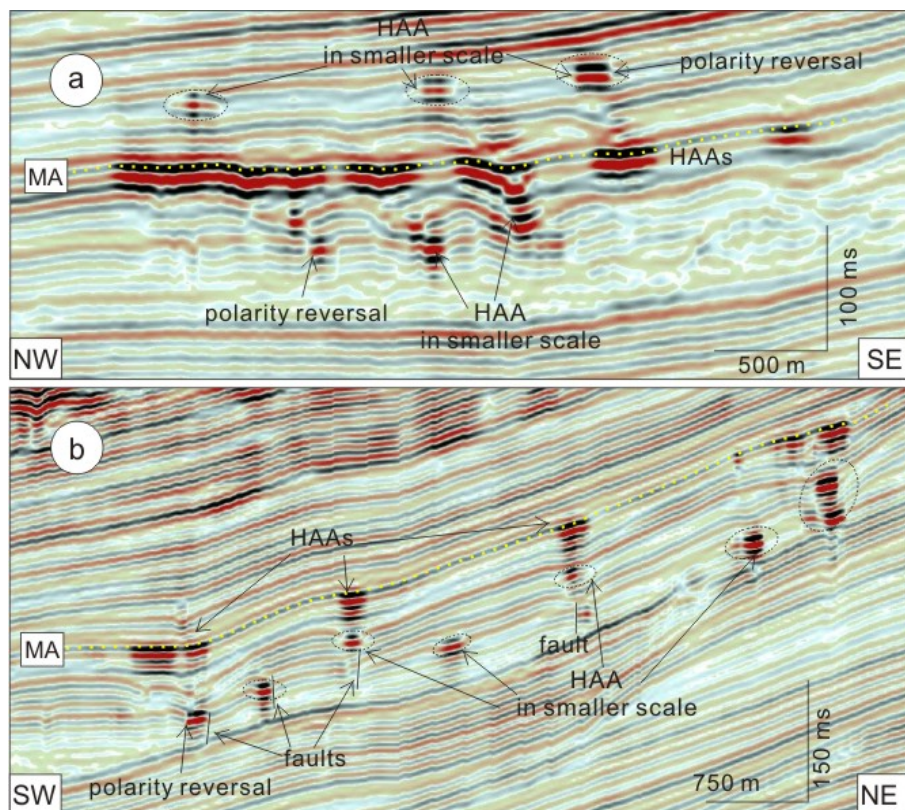 a
HAA
in smaller scale
polarity reversal
MA
HAAs
polarity reversal
HAA
in smaller scale
100 ms
500 m
NW
SE
b
HAAs
MA
fault
HAA
in smaller scale
faults
polarity reversal
150 ms
750 m
SW
NE